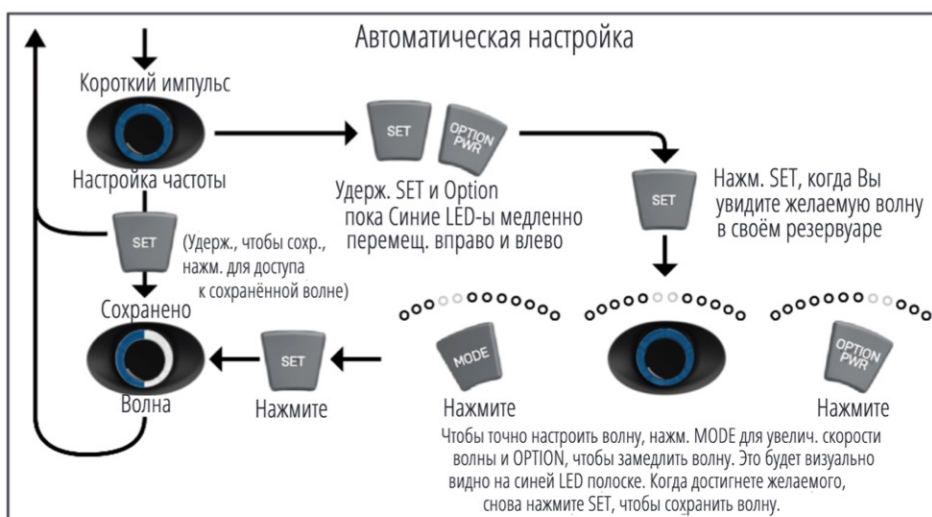 Автоматическая настройка
Короткий импульс
Настройка частоты
SET
OPTION
PWR
Удерж. SET и Option
пока Синие LED-ы медленно
перемещ. вправо и влево
SET
Нажм. SET, когда Вы
увидите желаемую волну
в своём резервуаре
SET
(Удерж., чтобы сохр.,
нажм. для доступа
к сохранённой волне)
Сохранено
Волна
SET
Нажмите
MODE
Нажмите
OPTION
PWR
Нажмите
Чтобы точно настроить волну, нажм. MODE для увелич. скорости
волны и OPTION, чтобы замедлить волну. Это будет визуально
видно на синей LED полоске. Когда достигнете желаемого,
снова нажмите SET, чтобы сохранить волну.